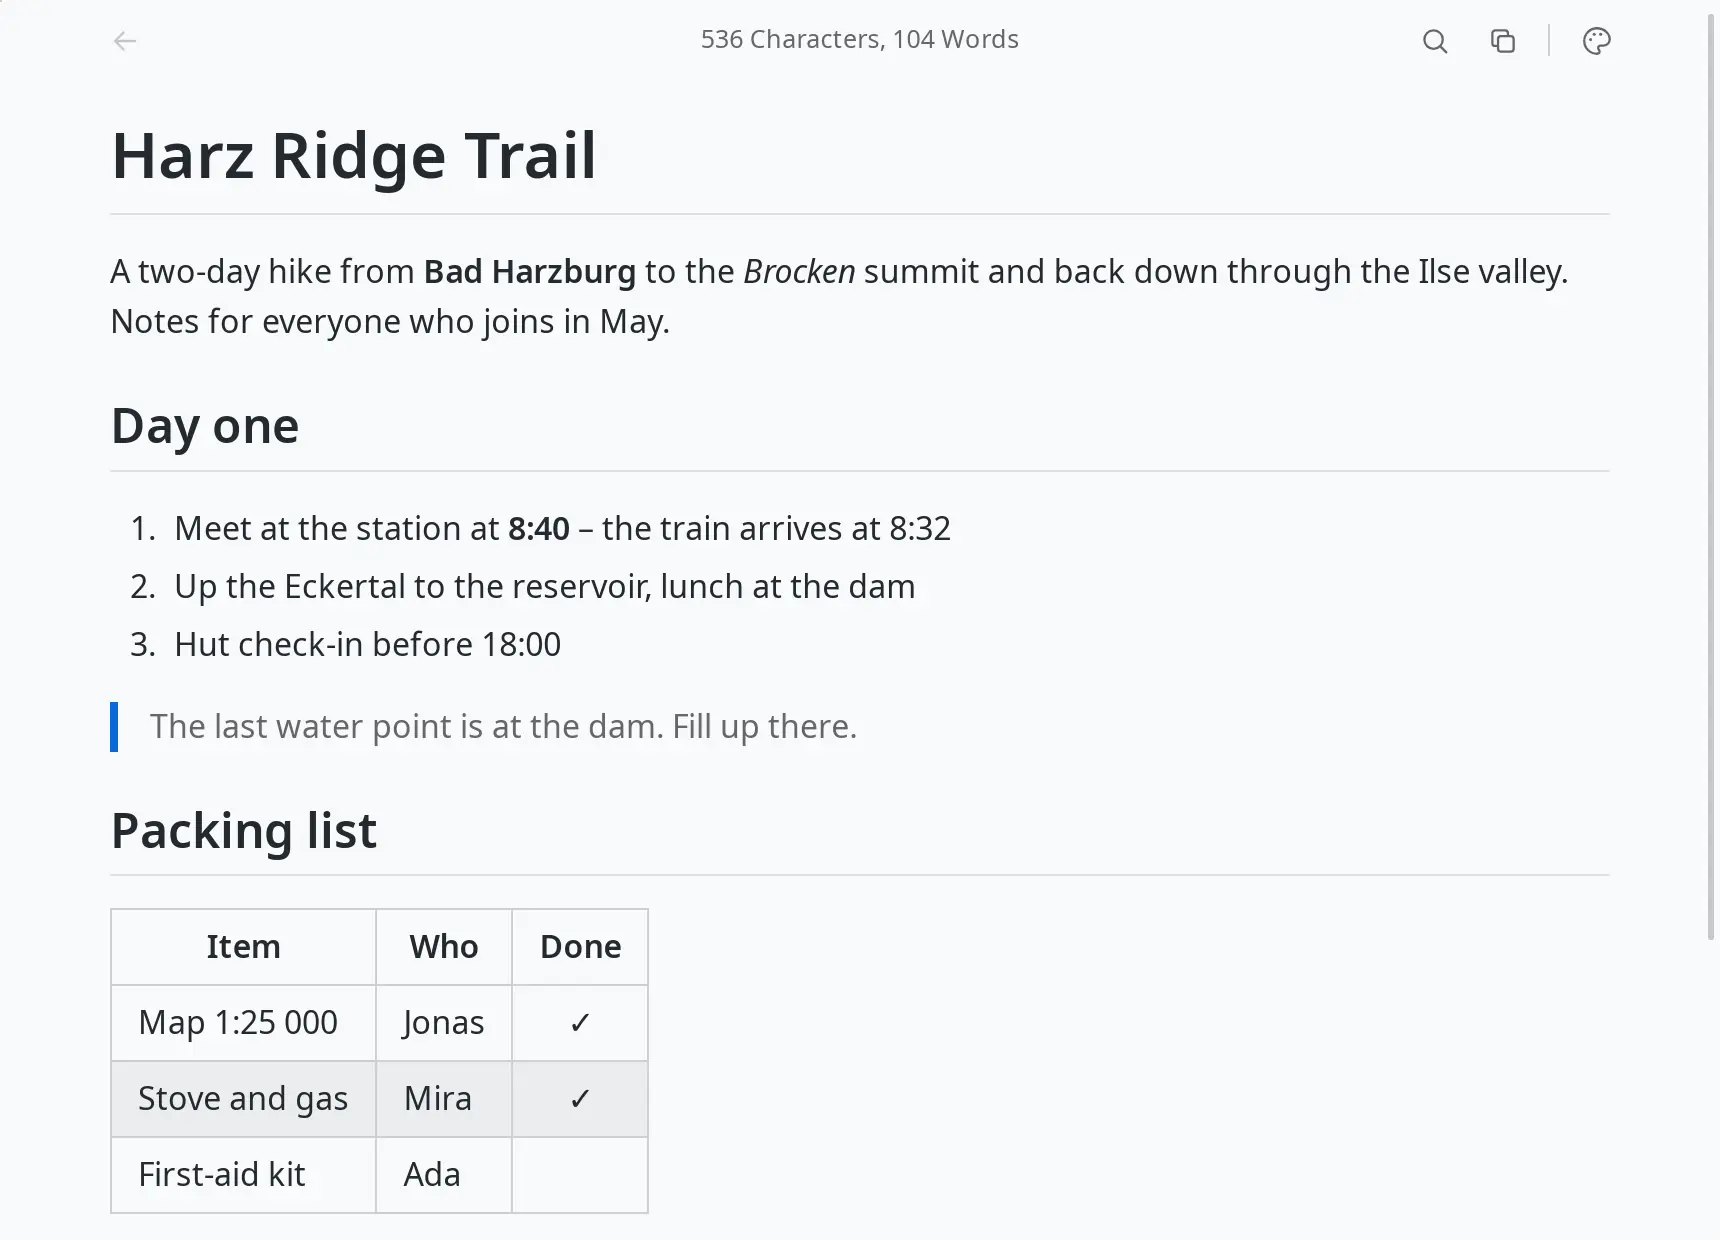 536 Characters, 104 Words
Harz Ridge Trail
A two-day hike from Bad Harzburg to the Brocken summit and back down through the Ilse valley.
Notes for everyone who joins in May.
Day one
1. Meet at the station at 8:40 – the train arrives at 8:32
2. Up the Eckertal to the reservoir, lunch at the dam
3. Hut check-in before 18:00
The last water point is at the dam. Fill up there.
Packing list
Item Who Done
Map 1:25 000 Jonas ✓
Stove and gas Mira ✓
First-aid kit Ada